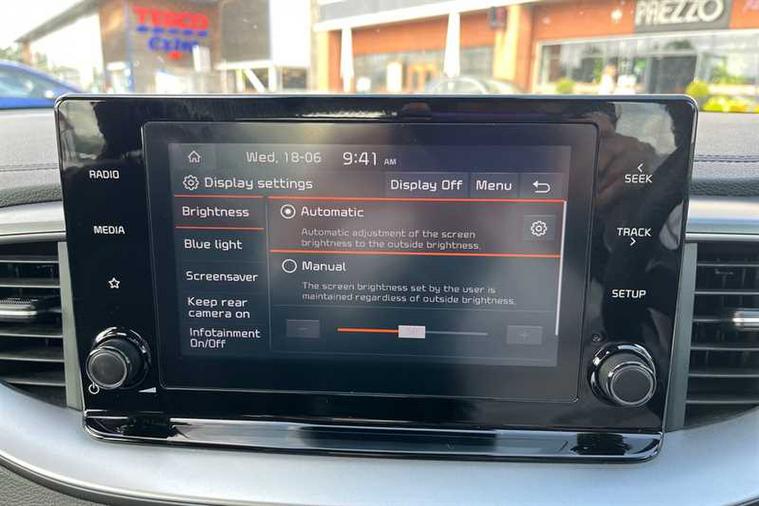 TESCO
Extra
PREZZO
Wed, 18-06 9:41 AM
Display settings
Display Off
Menu
Brightness
Blue light
Screensaver
Keep rear
camera on
Infotainment
On/Off
Automatic
Automatic adjustment of the screen
brightness to the outside brightness.
Manual
The screen brightness set by the user is
maintained regardless of outside brightness.
RADIO
MEDIA
SEEK
TRACK
SETUP